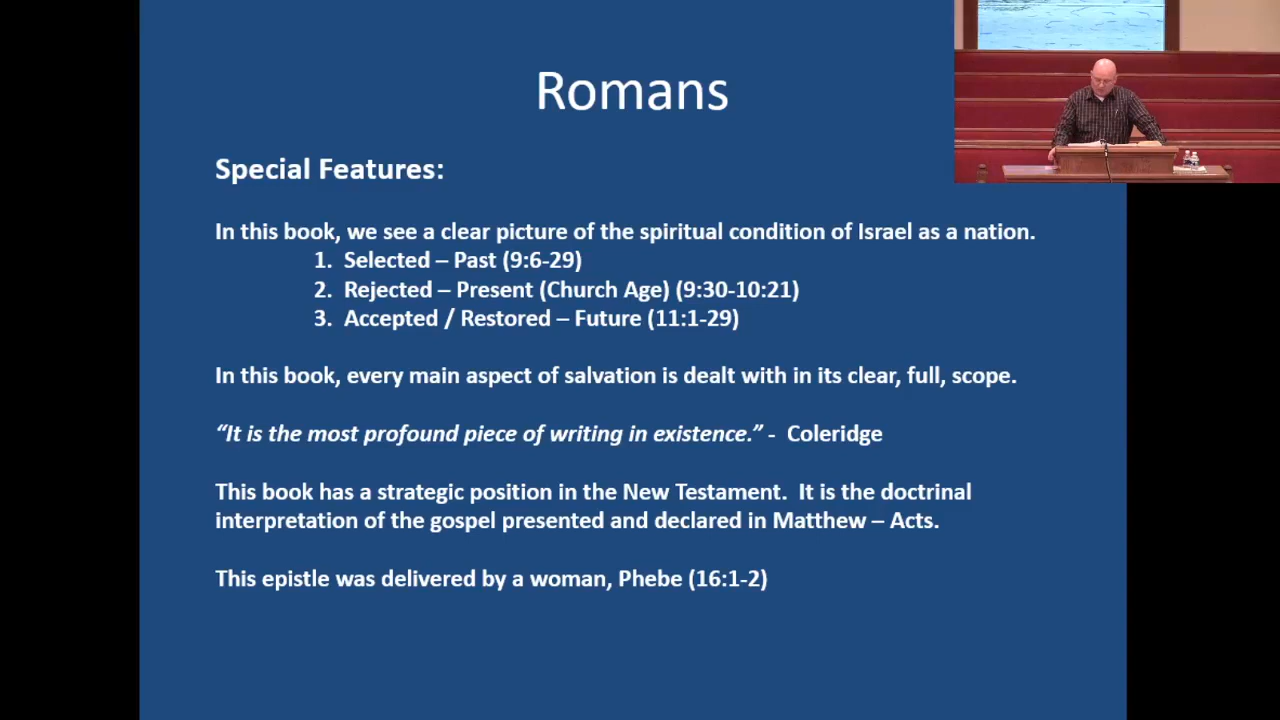 Romans
Special Features:
In this book, we see a clear picture of the spiritual condition of Israel as a nation.
1. Selected – Past (9:6-29)
2. Rejected – Present (Church Age) (9:30-10:21)
3. Accepted / Restored – Future (11:1-29)
In this book, every main aspect of salvation is dealt with in its clear, full, scope.
“It is the most profound piece of writing in existence.” - Coleridge
This book has a strategic position in the New Testament. It is the doctrinal
interpretation of the gospel presented and declared in Matthew – Acts.
This epistle was delivered by a woman, Phebe (16:1-2)